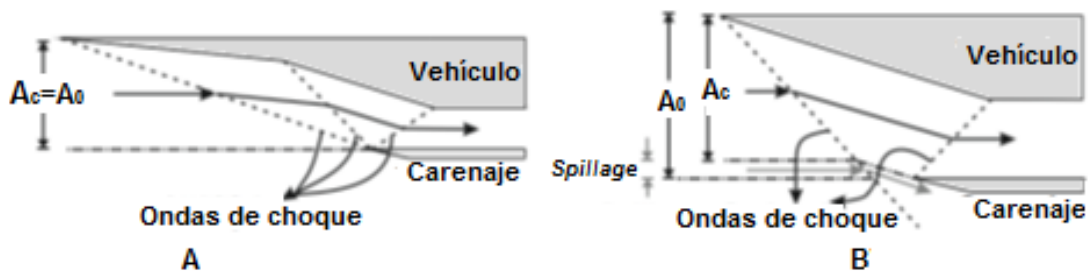 Vehículo
Ac=A0
Carenaje
Ondas de choque
A
Vehículo
A0
Ac
Spillage
Carenaje
Ondas de choque
B